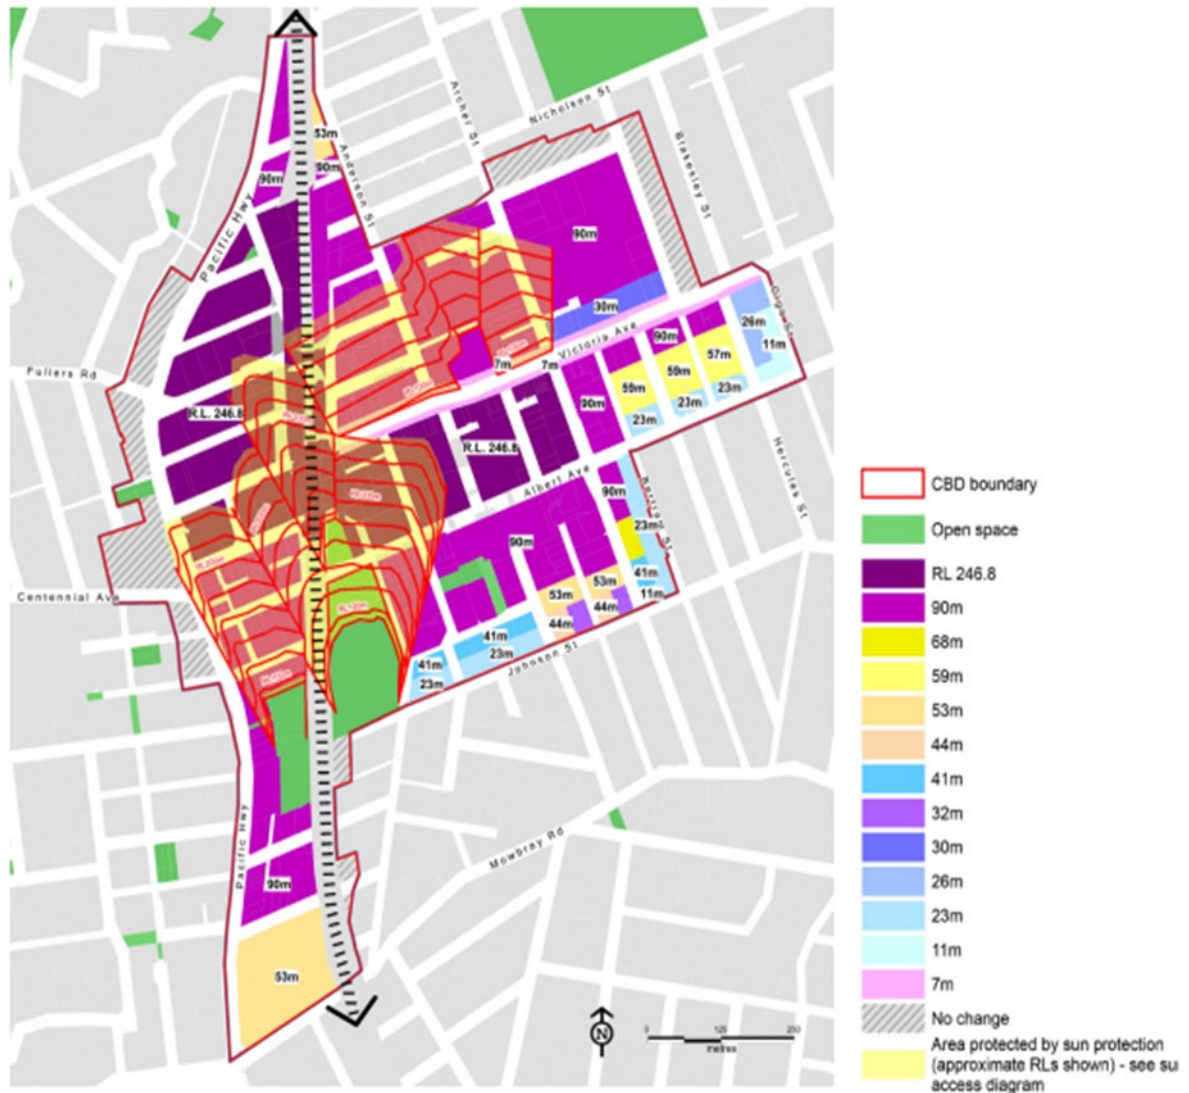 Archer St
Nicholson St
53m
Anderson St
90m
90m
Blakesley St
Pacific Hwy
90m
30m
26m
Victoria Ave
11m
90m
57m
7m
7m
59m
59m
Fullers Rd
R.L. 246.8
90m
23m
23m
23m
R.L. 246.8
Albert Ave
Hercules St
90m
23m
90m
41m
53m
53m
11m
Centennial Ave
44m
44m
41m
23m
Johnson St
41m
23m
Pacific Hwy
Mowbray Rd
90m
53m
N
0
125
250
metres
CBD boundary
Open space
RL 246.8
90m
68m
59m
53m
44m
41m
32m
30m
26m
23m
11m
7m
No change
Area protected by sun protection
(approximate RLs shown) - see su
access diagram